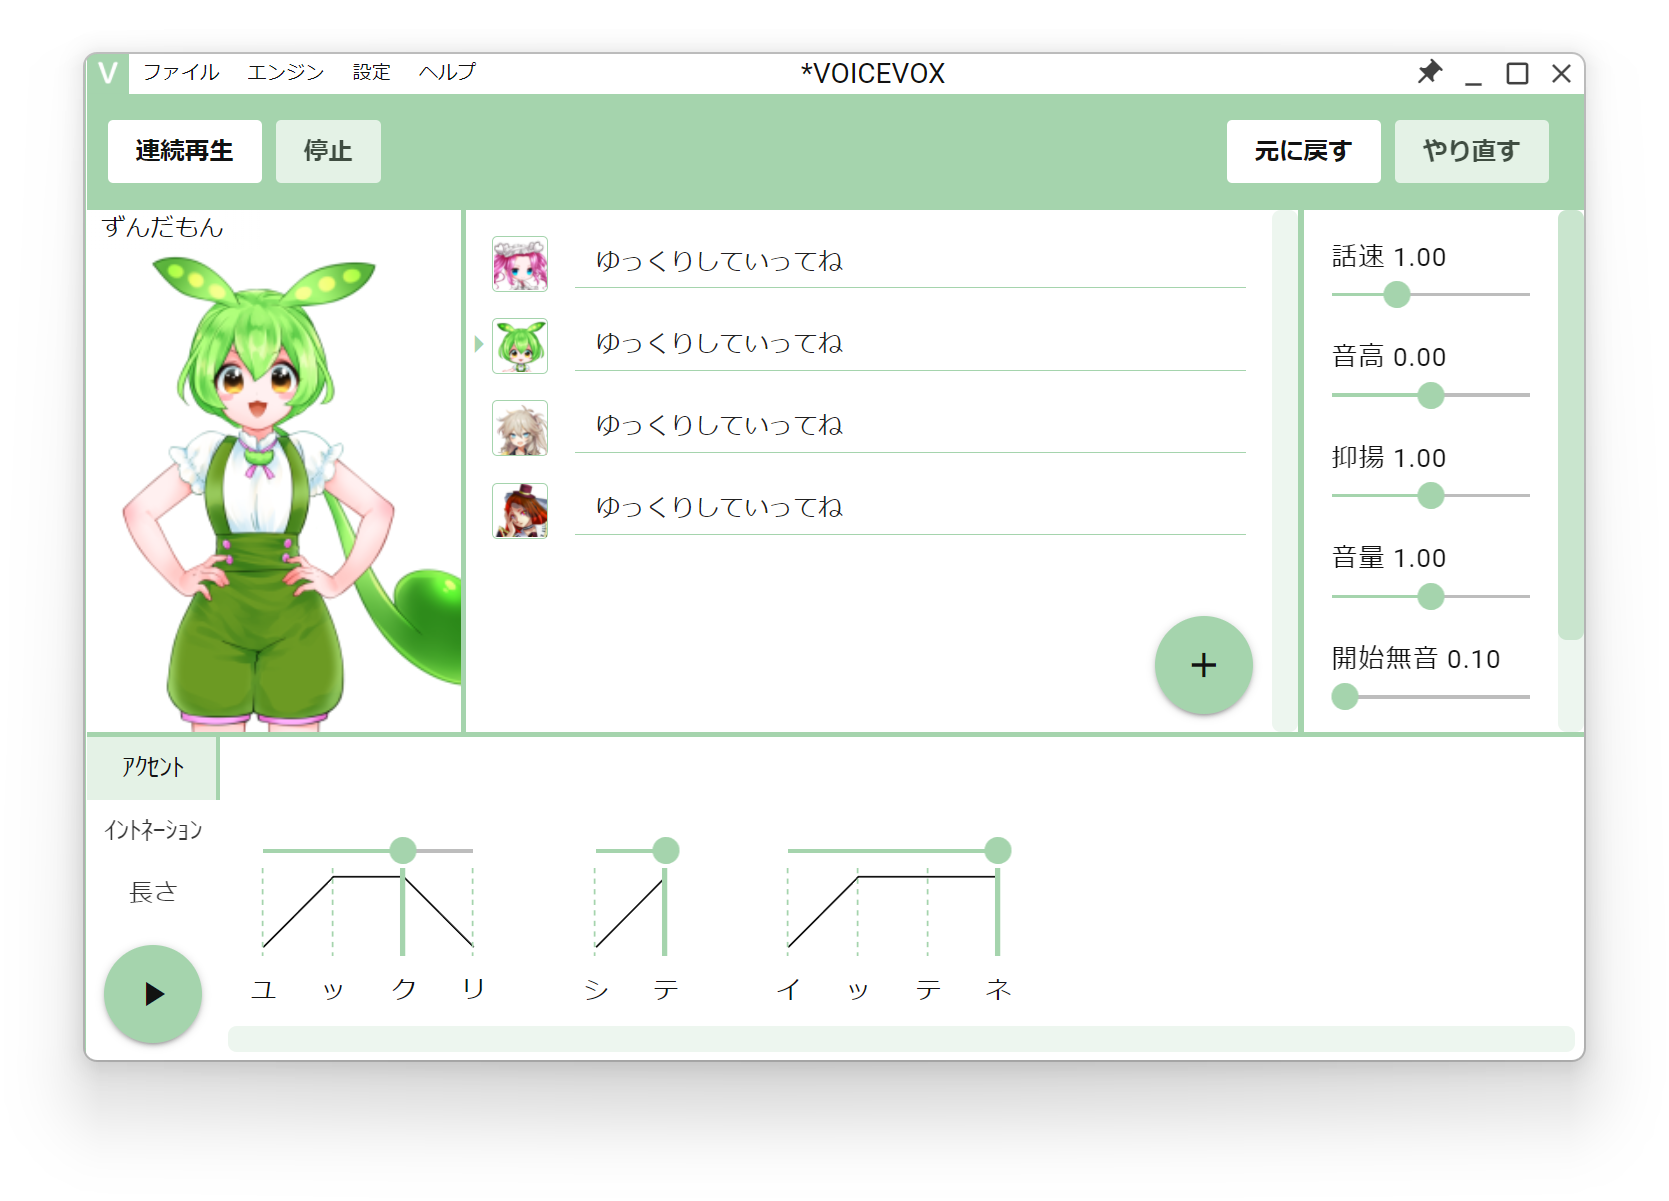 V ファイル エンジン 設定 ヘルプ *VOICEVOX
連続再生 停止 元に戻す やり直す
ずんだもん
ゆっくりしていってね
ゆっくりしていってね
ゆっくりしていってね
ゆっくりしていってね
+
話速 1.00
音高 0.00
抑揚 1.00
音量 1.00
開始無音 0.10
ｱｸｾﾝﾄ
ｲﾝﾄﾈｰｼｮﾝ
長さ
ユ ッ ク リ シ テ イ ッ テ ネ